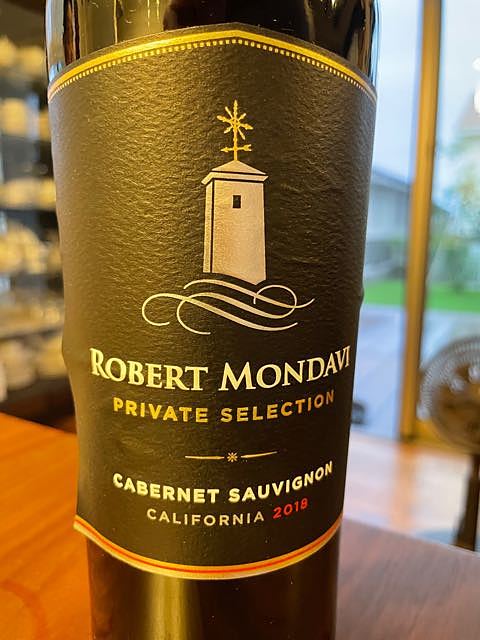 ROBERT MONDAVI
PRIVATE SELECTION
CABERNET SAUVIGNON
CALIFORNIA 2018